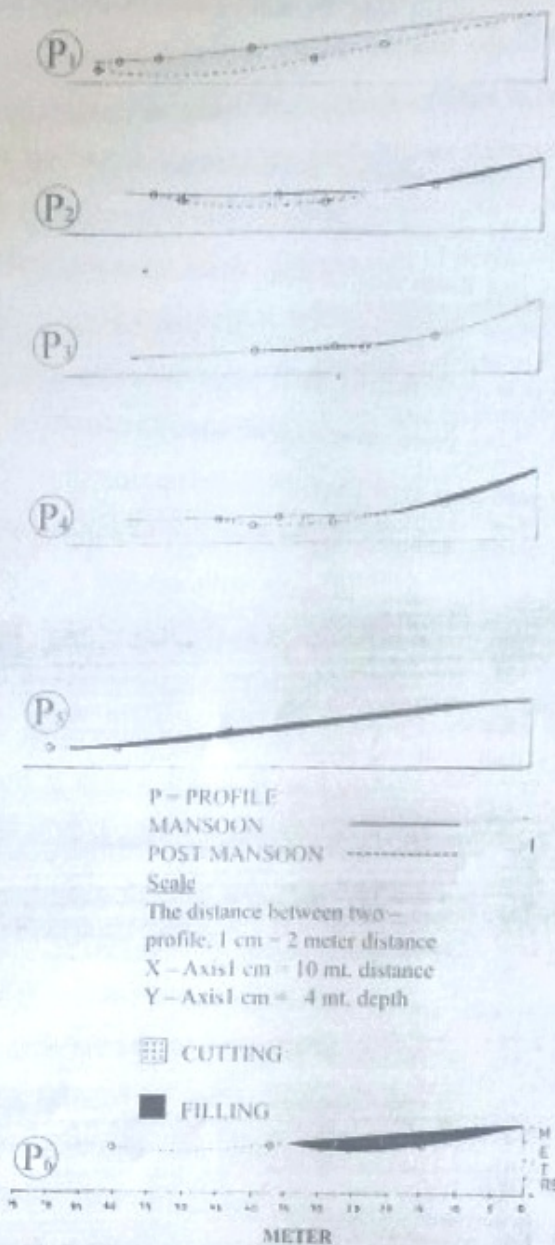 P1
P2
P3
P4
P5
P – PROFILE
MANSOON
POST MANSOON
Scale
The distance between two –
profile, 1 cm = 2 meter distance
X – Axis1 cm = 10 mt. distance
Y – Axis1 cm = 4 mt. depth
CUTTING
FILLING
P6
METER